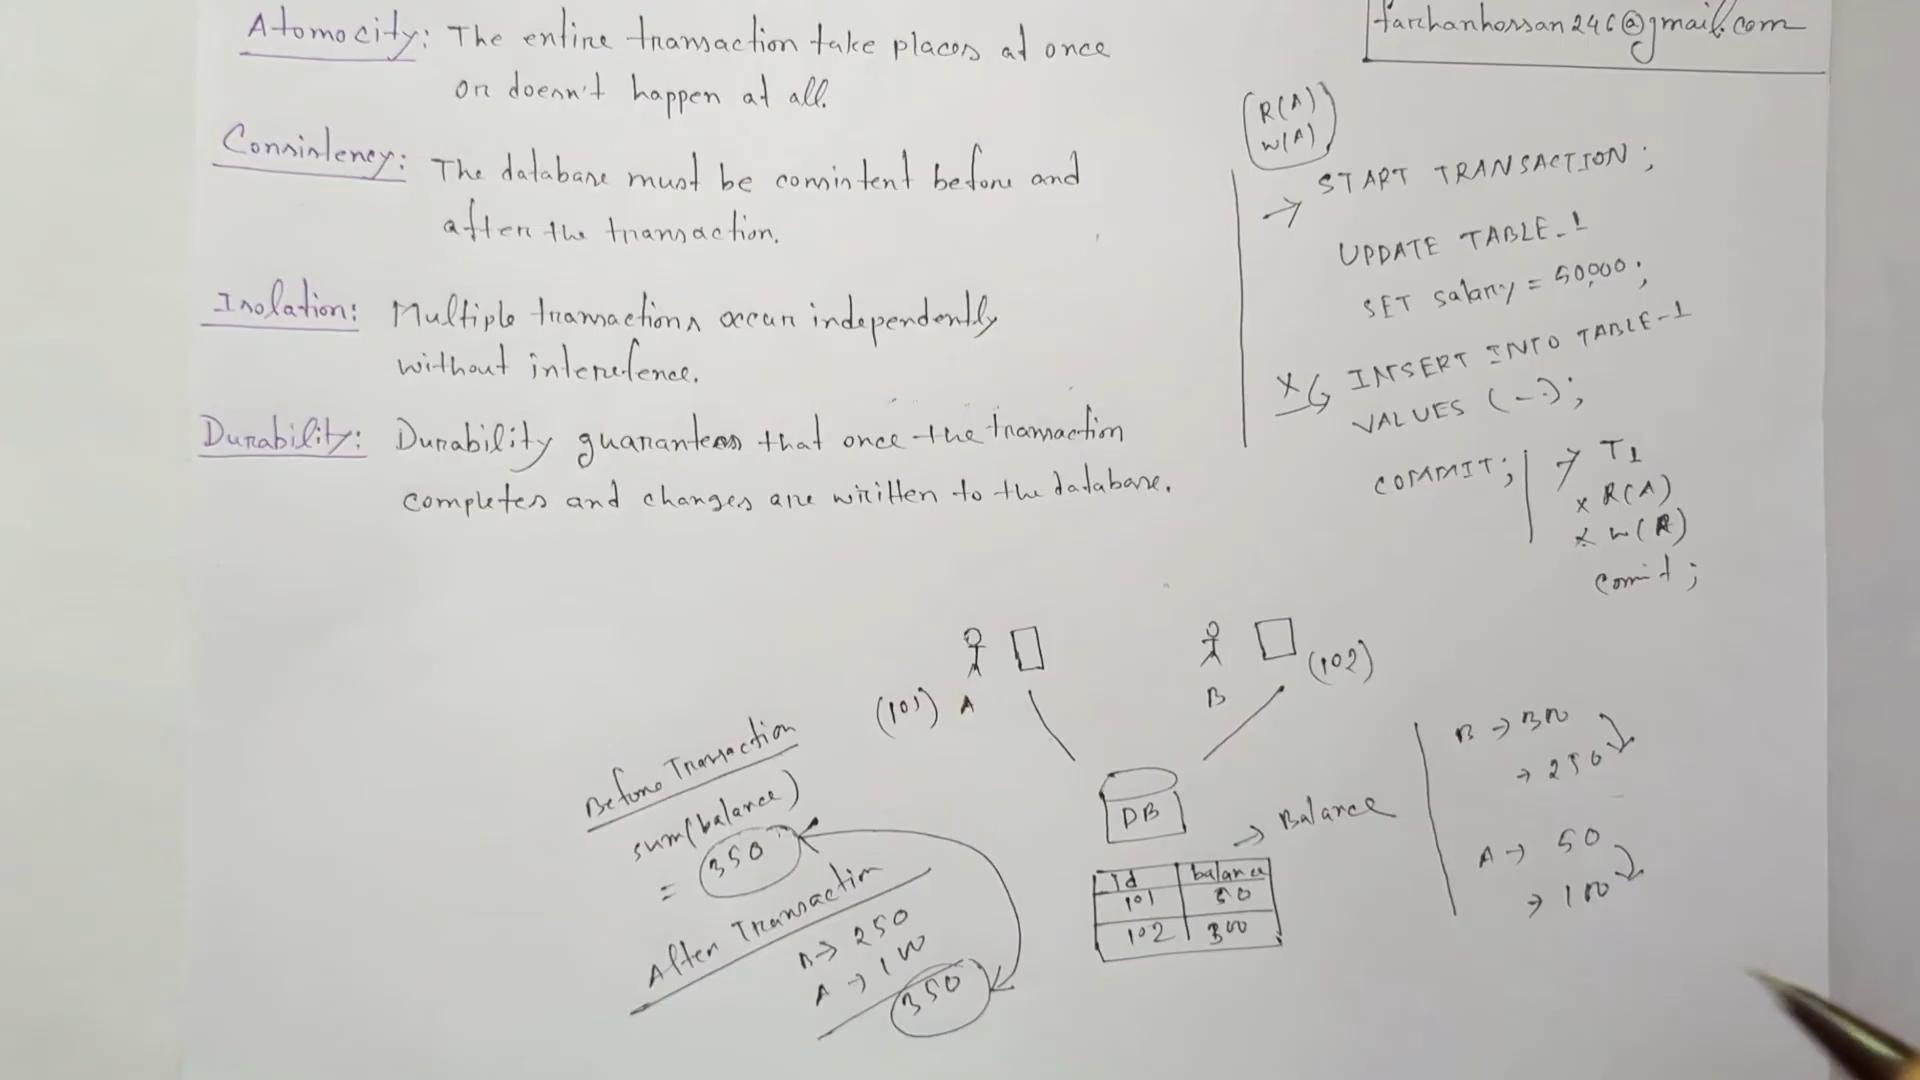 Atomocity: The entire transaction take places at once
or doesn't happen at all.
Consistency: The database must be consistent before and
after the transaction.
Isolation: Multiple transactions occur independently
without interefence.
Durability: Durability guarantees that once the transaction
completes and changes are written to the database.
farhanhossan246@gmail.com
R(A)
W(A)
START TRANSACTION;
UPDATE TABLE_1
SET salary = 50,000;
INSERT INTO TABLE-1
VALUES (-·);
COMMIT;
T1
R(A)
W(A)
commit;
(101) A
B (102)
DB
→ Balance
Id balance
101 50
102 300
Before Transaction
sum(balance)
= 350
After Transaction
B → 250
A → 100
350
B → 300
→ 250
A → 50
→ 100